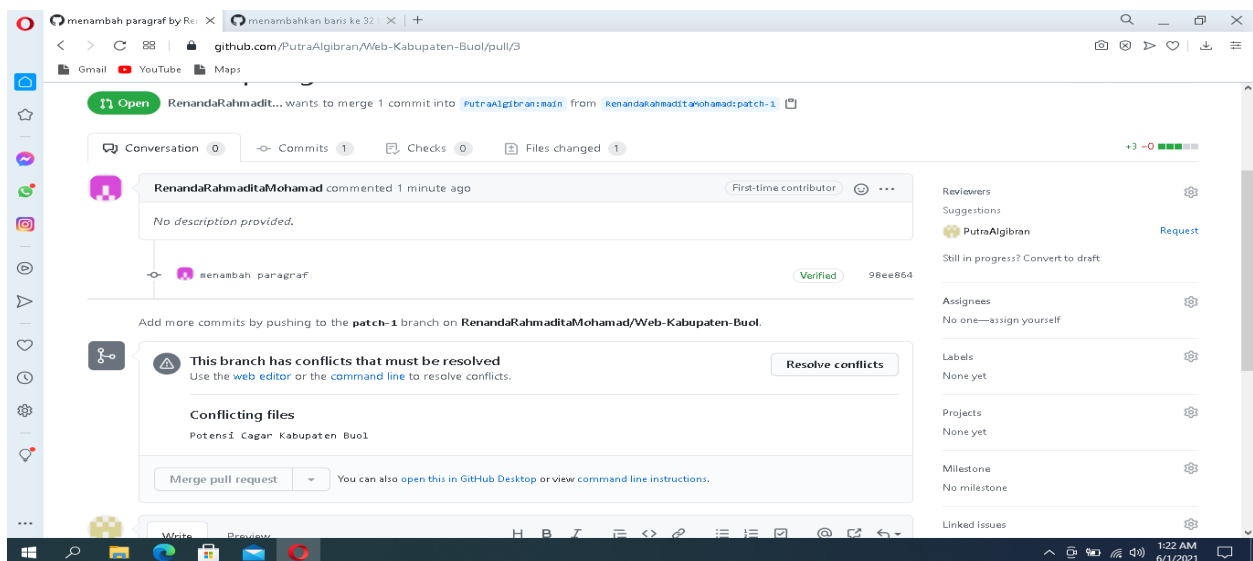 menambah paragraf by Rer
menambahkan baris ke 32
github.com/PutraAlgibran/Web-Kabupaten-Buol/pull/3
Gmail YouTube Maps
Open RenandaRahmadit... wants to merge 1 commit into PutraAlgibran:main from RenandaRahmaditaMohamad:patch-1
Conversation 0 Commits 1 Checks 0 Files changed 1 +3 −0
RenandaRahmaditaMohamad commented 1 minute ago First-time contributor
No description provided.
menambah paragraf Verified 98ee864
Add more commits by pushing to the patch-1 branch on RenandaRahmaditaMohamad/Web-Kabupaten-Buol.
This branch has conflicts that must be resolved
Use the web editor or the command line to resolve conflicts.
Resolve conflicts
Conflicting files
Potensi Cagar Kabupaten Buol
Merge pull request You can also open this in GitHub Desktop or view command line instructions.
Write Preview H B I
Reviewers
Suggestions
PutraAlgibran Request
Still in progress? Convert to draft
Assignees
No one—assign yourself
Labels
None yet
Projects
None yet
Milestone
No milestone
Linked issues
1:22 AM
6/1/2021